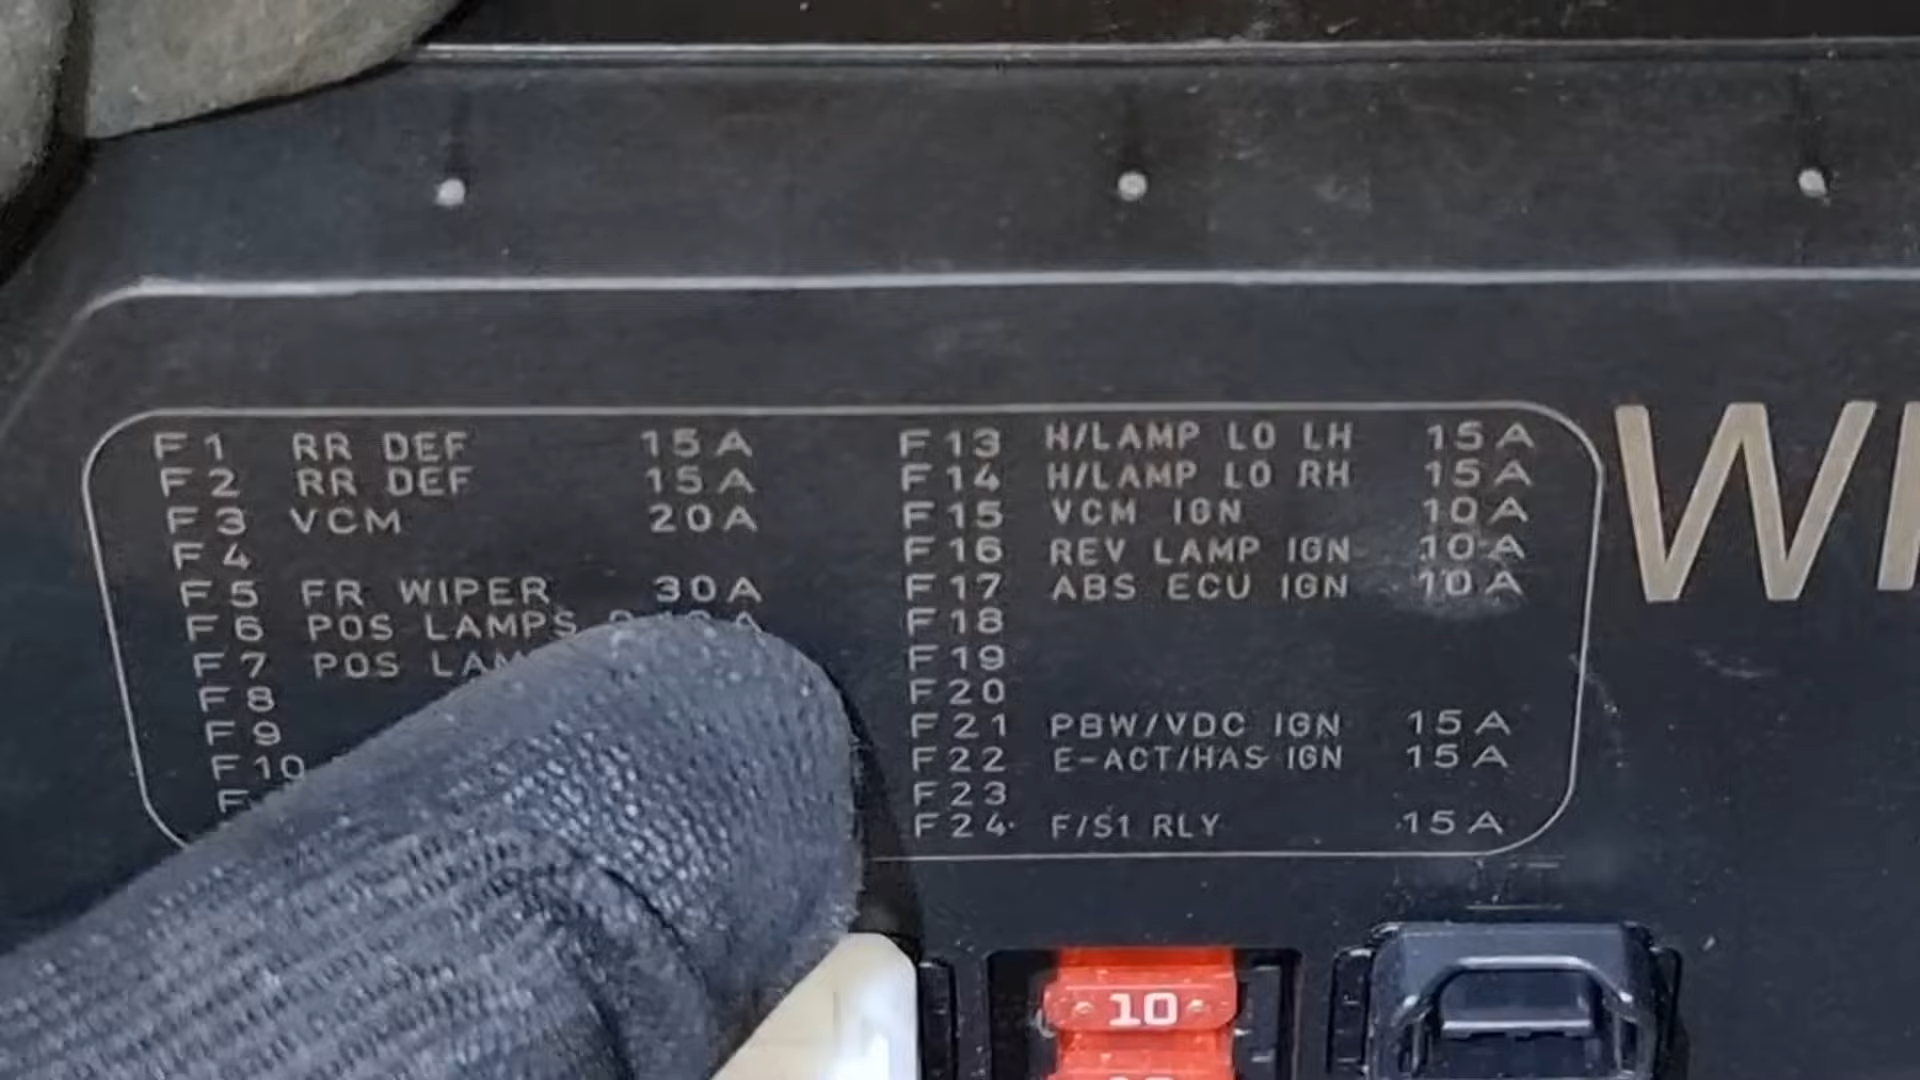 F1 RR DEF 15A
F2 RR DEF 15A
F3 VCM 20A
F4
F5 FR WIPER 30A
F6 POS LAMPS
F7 POS
F8
F9
F10
F13 H/LAMP LO LH 15A
F14 H/LAMP LO RH 15A
F15 VCM IGN 10A
F16 REV LAMP IGN 10A
F17 ABS ECU IGN 10A
F18
F19
F20
F21 PBW/VDC IGN 15A
F22 E-ACT/HAS IGN 15A
F23
F24 F/S1 RLY 15A
10